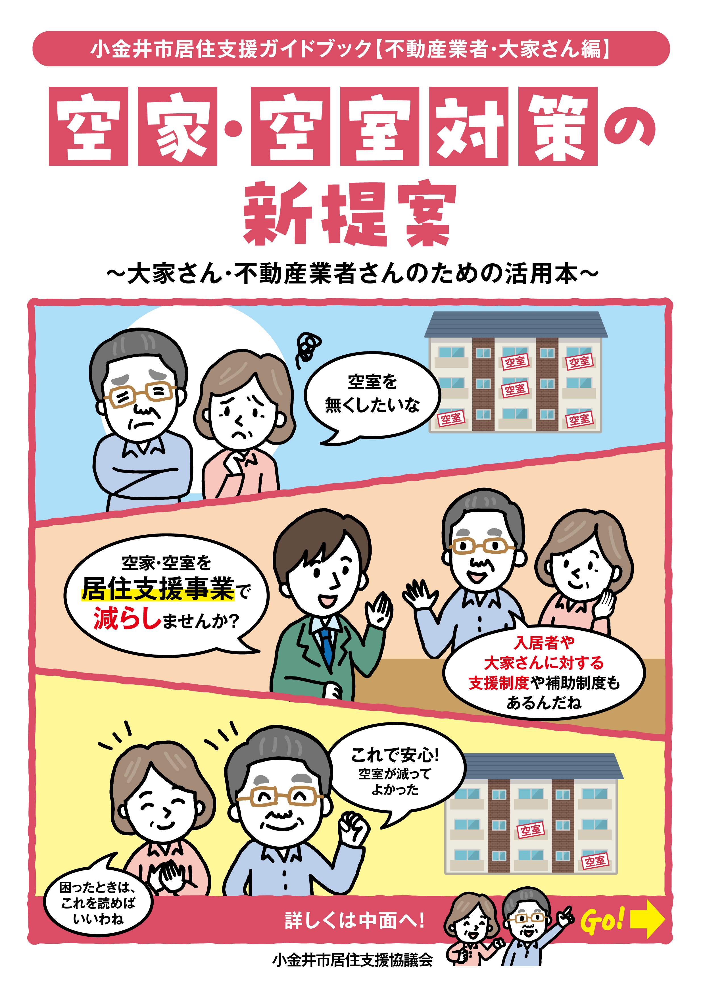 小金井市居住支援ガイドブック【不動産業者・大家さん編】
空家・空室対策の
新提案
～大家さん・不動産業者さんのための活用本～
空室を
無くしたいな
空室
空室
空室
空室
空室
空家・空室を
居住支援事業で
減らしませんか?
入居者や
大家さんに対する
支援制度や補助制度も
あるんだね
これで安心!
空室が減って
よかった
空室
空室
困ったときは、
これを読めば
いいわね
詳しくは中面へ!
Go!
小金井市居住支援協議会